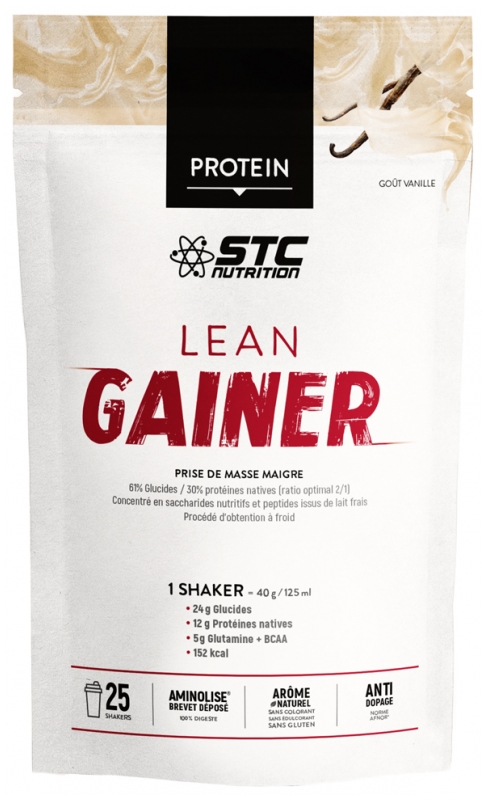 PROTEIN
GOÛT VANILLE
STC
NUTRITION
LEAN
GAINER
PRISE DE MASSE MAIGRE
61% Glucides / 30% protéines natives (ratio optimal 2/1)
Concentré en saccharides nutritifs et peptides issus de lait frais
Procédé d'obtention à froid
1 SHAKER = 40 g / 125 ml
• 24 g Glucides
• 12 g Protéines natives
• 5 g Glutamine + BCAA
• 152 kcal
25
SHAKERS
AMINOLISE®
BREVET DÉPOSÉ
100% DIGESTE
ARÔME
NATUREL
SANS COLORANT
SANS ÉDULCORANT
SANS GLUTEN
ANTI
DOPAGE
NORME
AFNOR*